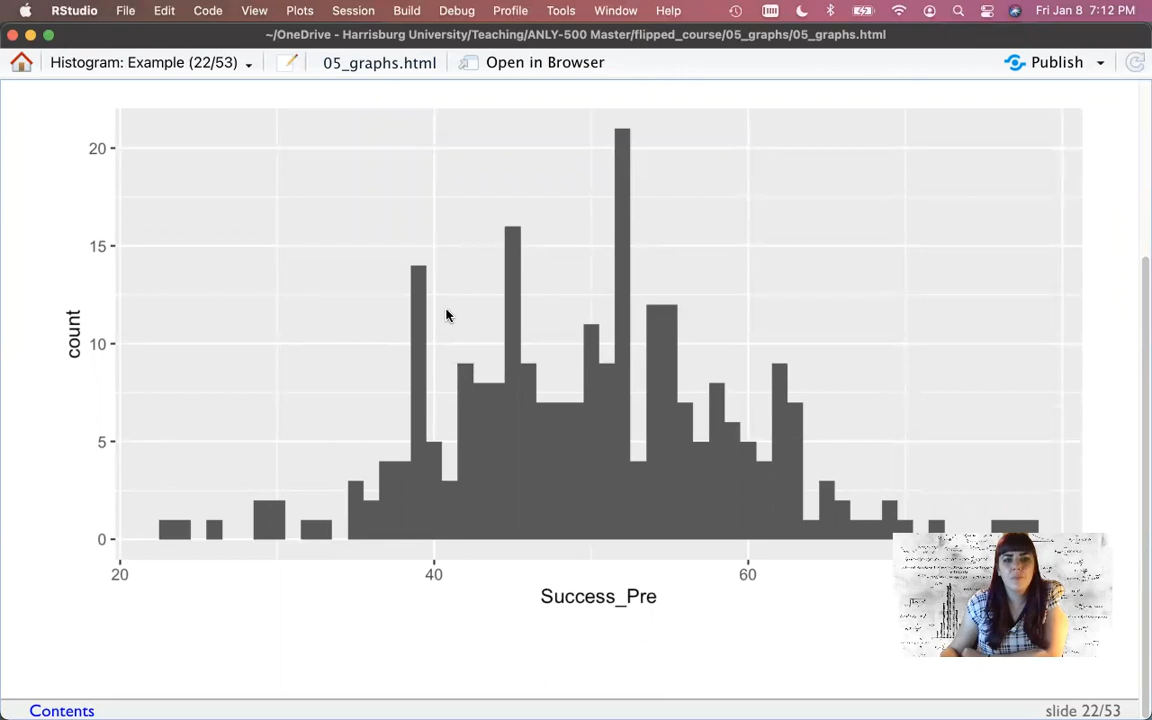 RStudio File Edit Code View Plots Session Build Debug Profile Tools Window Help Fri Jan 8 7:12 PM
~/OneDrive - Harrisburg University/Teaching/ANLY-500 Master/flipped_course/05_graphs/05_graphs.html
Histogram: Example (22/53) 05_graphs.html Open in Browser Publish
20
15
count
10
5
0
20 40 60
Success_Pre
Contents slide 22/53